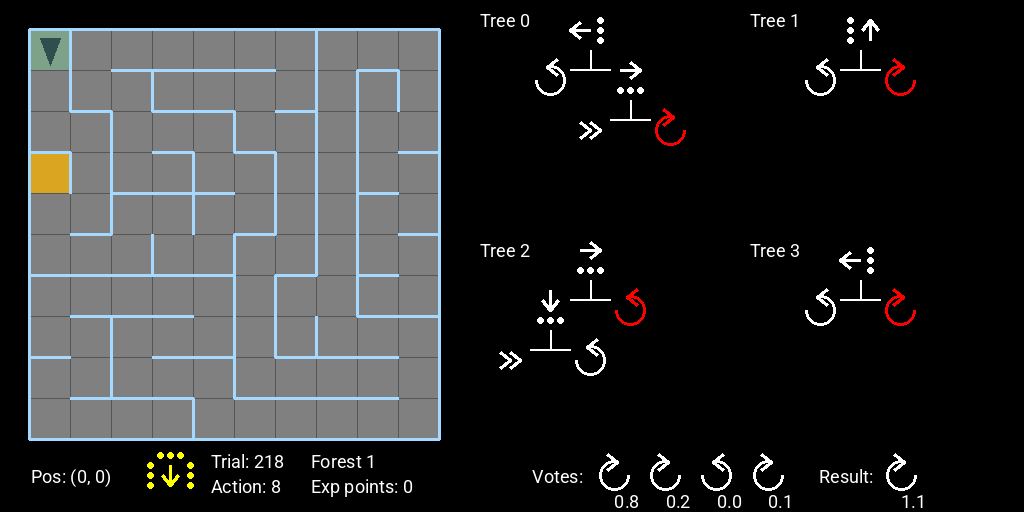 Tree 0
Tree 1
Tree 2
Tree 3
Pos: (0, 0)
Trial: 218
Forest 1
Action: 8
Exp points: 0
Votes:
0.8
0.2
0.0
0.1
Result:
1.1